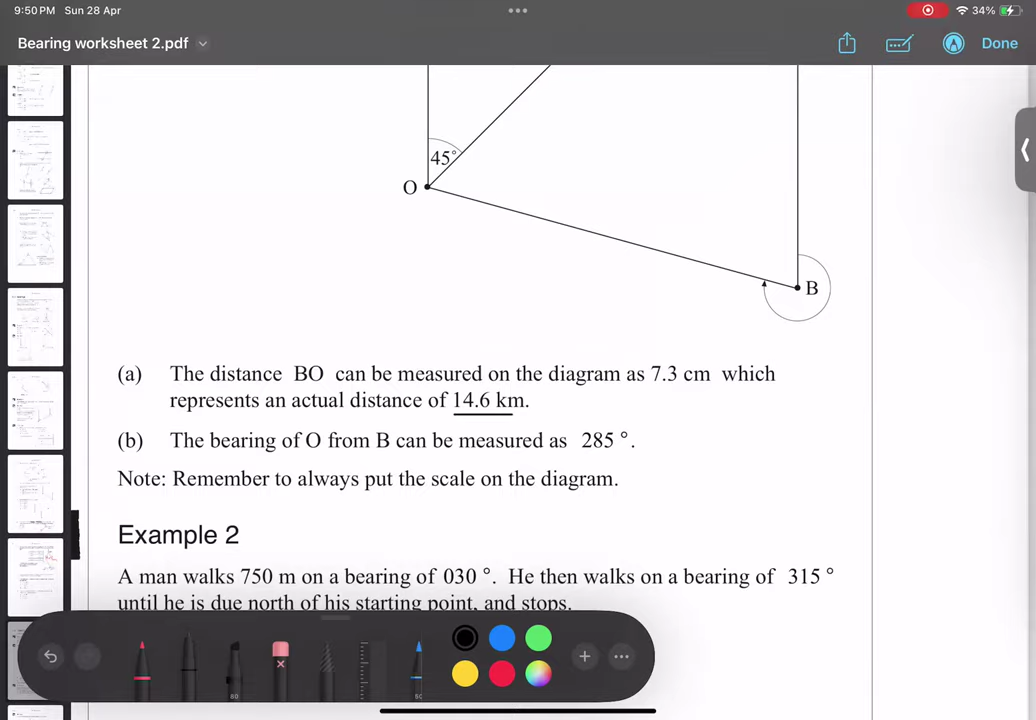 9:50 PM Sun 28 Apr
34%
Bearing worksheet 2.pdf
Done
45°
O
B
(a) The distance BO can be measured on the diagram as 7.3 cm which
represents an actual distance of 14.6 km.
(b) The bearing of O from B can be measured as 285 °.
Note: Remember to always put the scale on the diagram.
Example 2
A man walks 750 m on a bearing of 030 °. He then walks on a bearing of 315 °
until he is due north of his starting point, and stops.
80